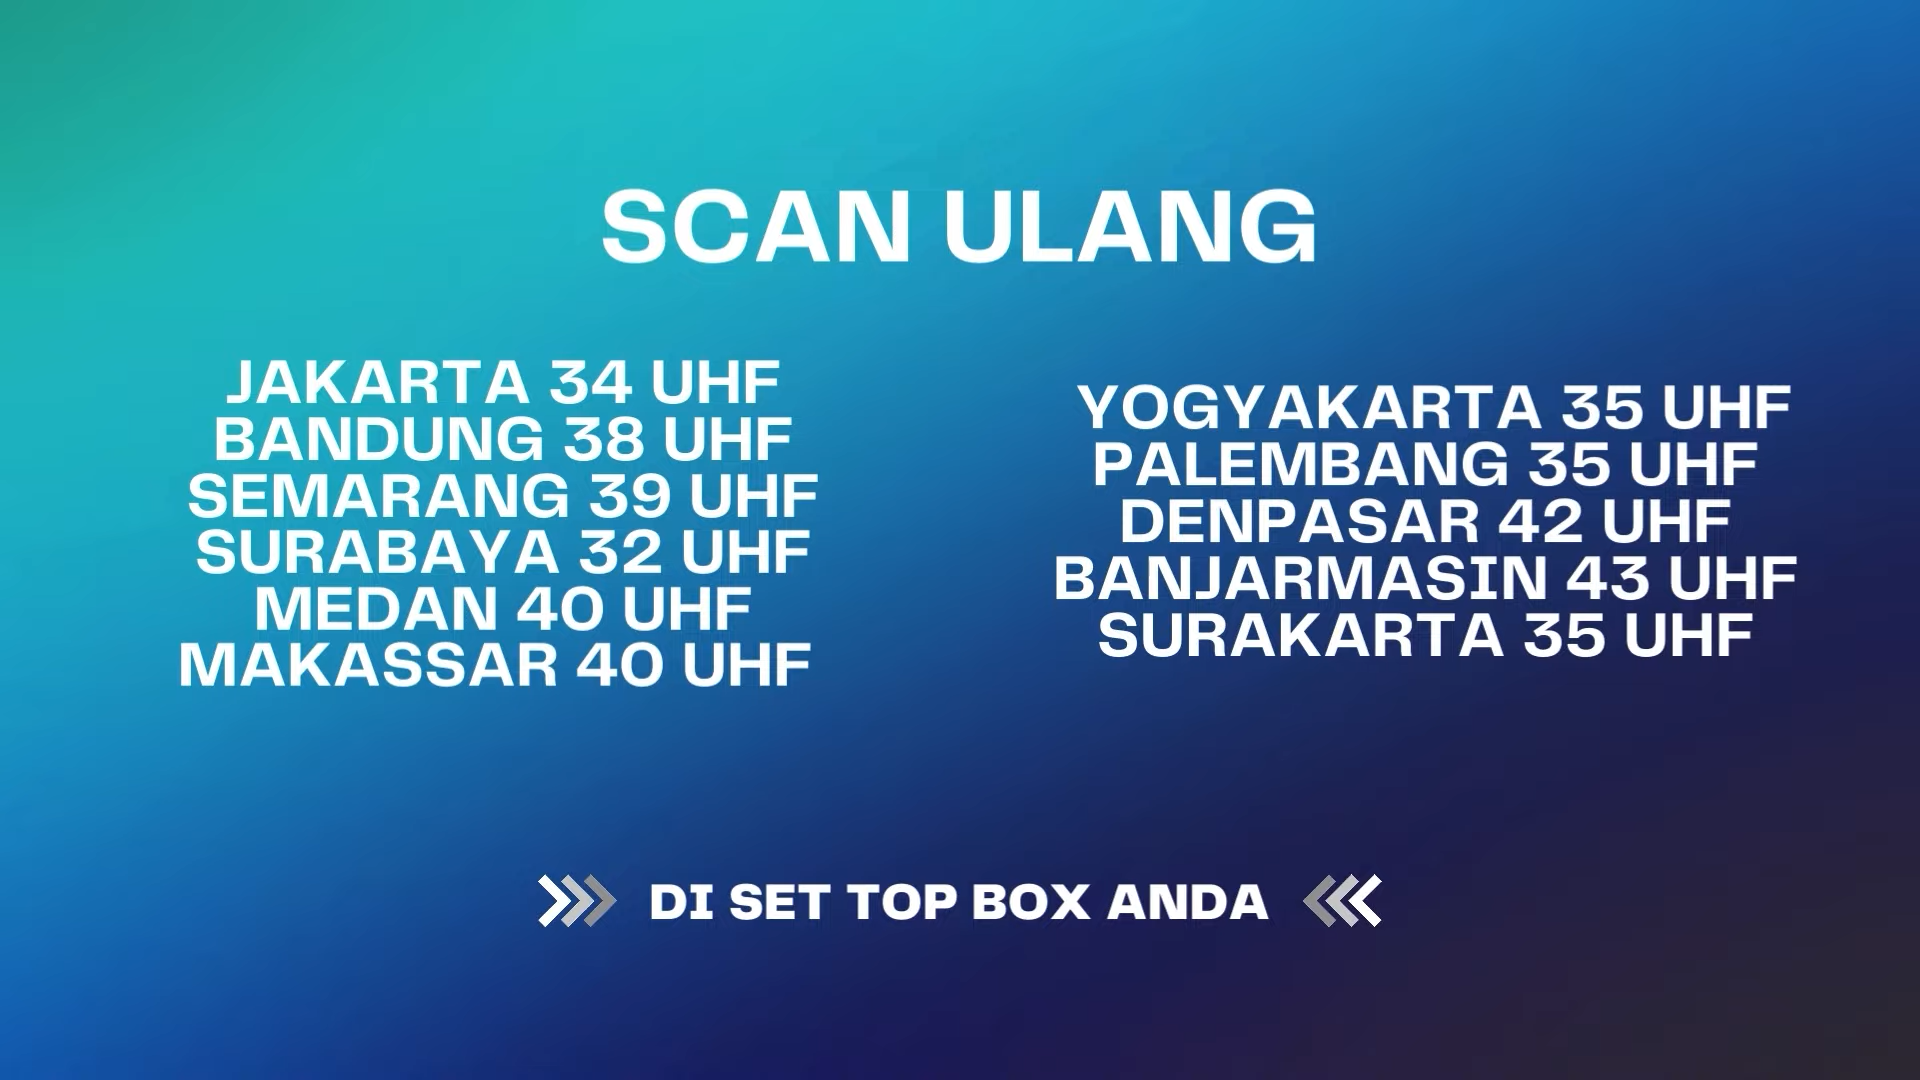 SCAN ULANG
JAKARTA 34 UHF
BANDUNG 38 UHF
SEMARANG 39 UHF
SURABAYA 32 UHF
MEDAN 40 UHF
MAKASSAR 40 UHF
YOGYAKARTA 35 UHF
PALEMBANG 35 UHF
DENPASAR 42 UHF
BANJARMASIN 43 UHF
SURAKARTA 35 UHF
DI SET TOP BOX ANDA